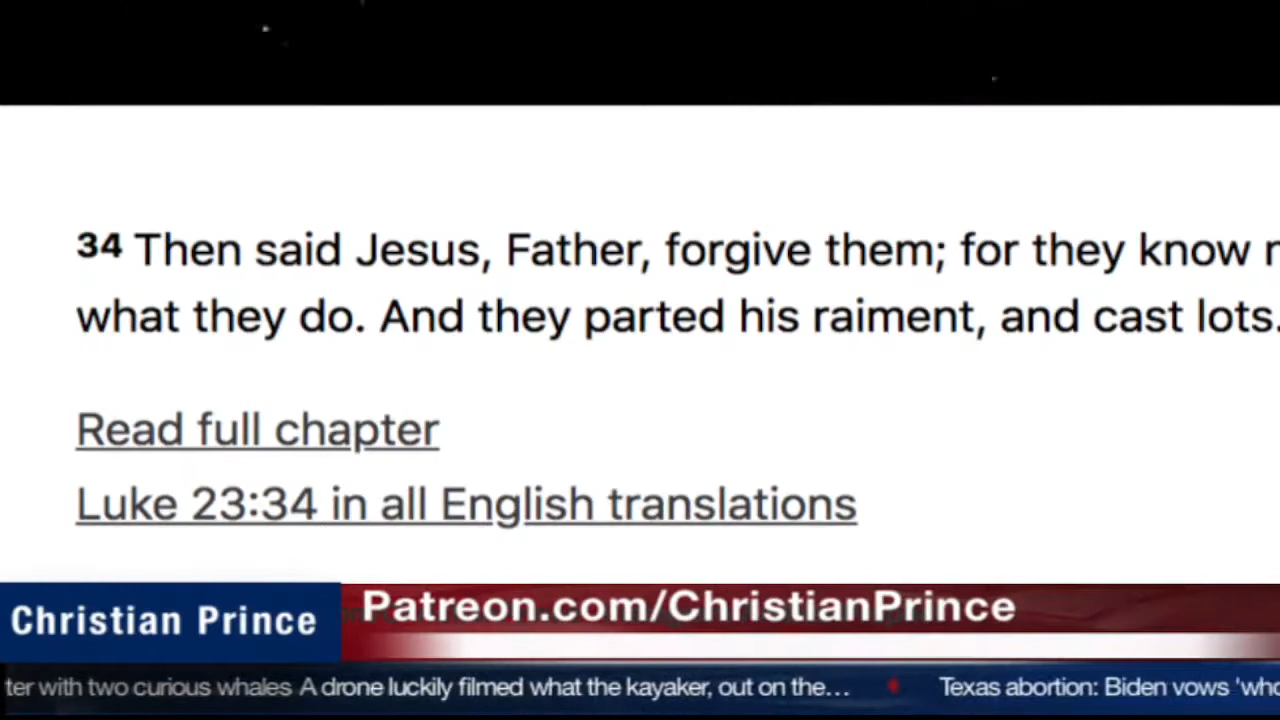 34 Then said Jesus, Father, forgive them; for they know
what they do. And they parted his raiment, and cast lots.
Read full chapter
Luke 23:34 in all English translations
Christian Prince
Patreon.com/ChristianPrince
ter with two curious whales A drone luckily filmed what the kayaker, out on the... Texas abortion: Biden vows 'who